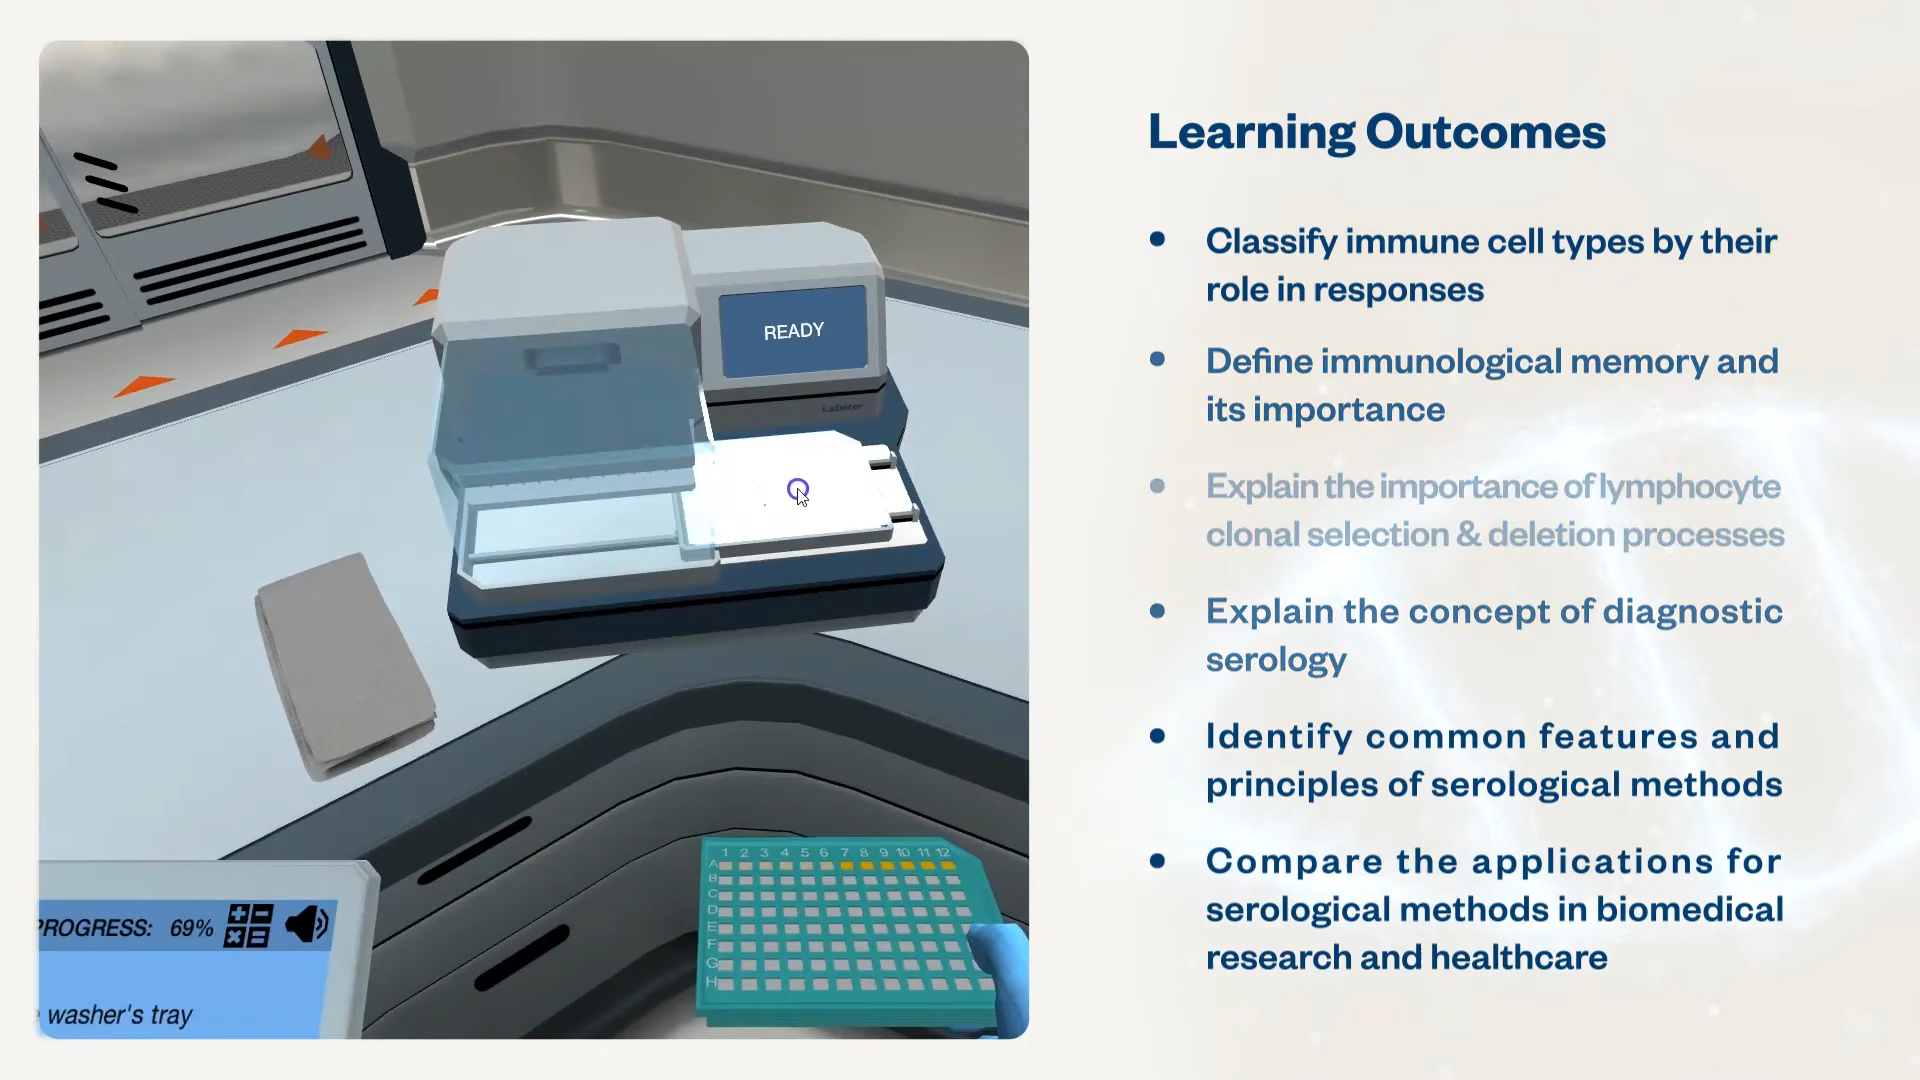 Learning Outcomes
Classify immune cell types by their
role in responses
Define immunological memory and
its importance
Explain the importance of lymphocyte
clonal selection & deletion processes
Explain the concept of diagnostic
serology
Identify common features and
principles of serological methods
Compare the applications for
serological methods in biomedical
research and healthcare
READY
Labster
PROGRESS: 69%
washer's tray
1 2 3 4 5 6 7 8 9 10 11 12
A
B
C
D
E
F
G
H